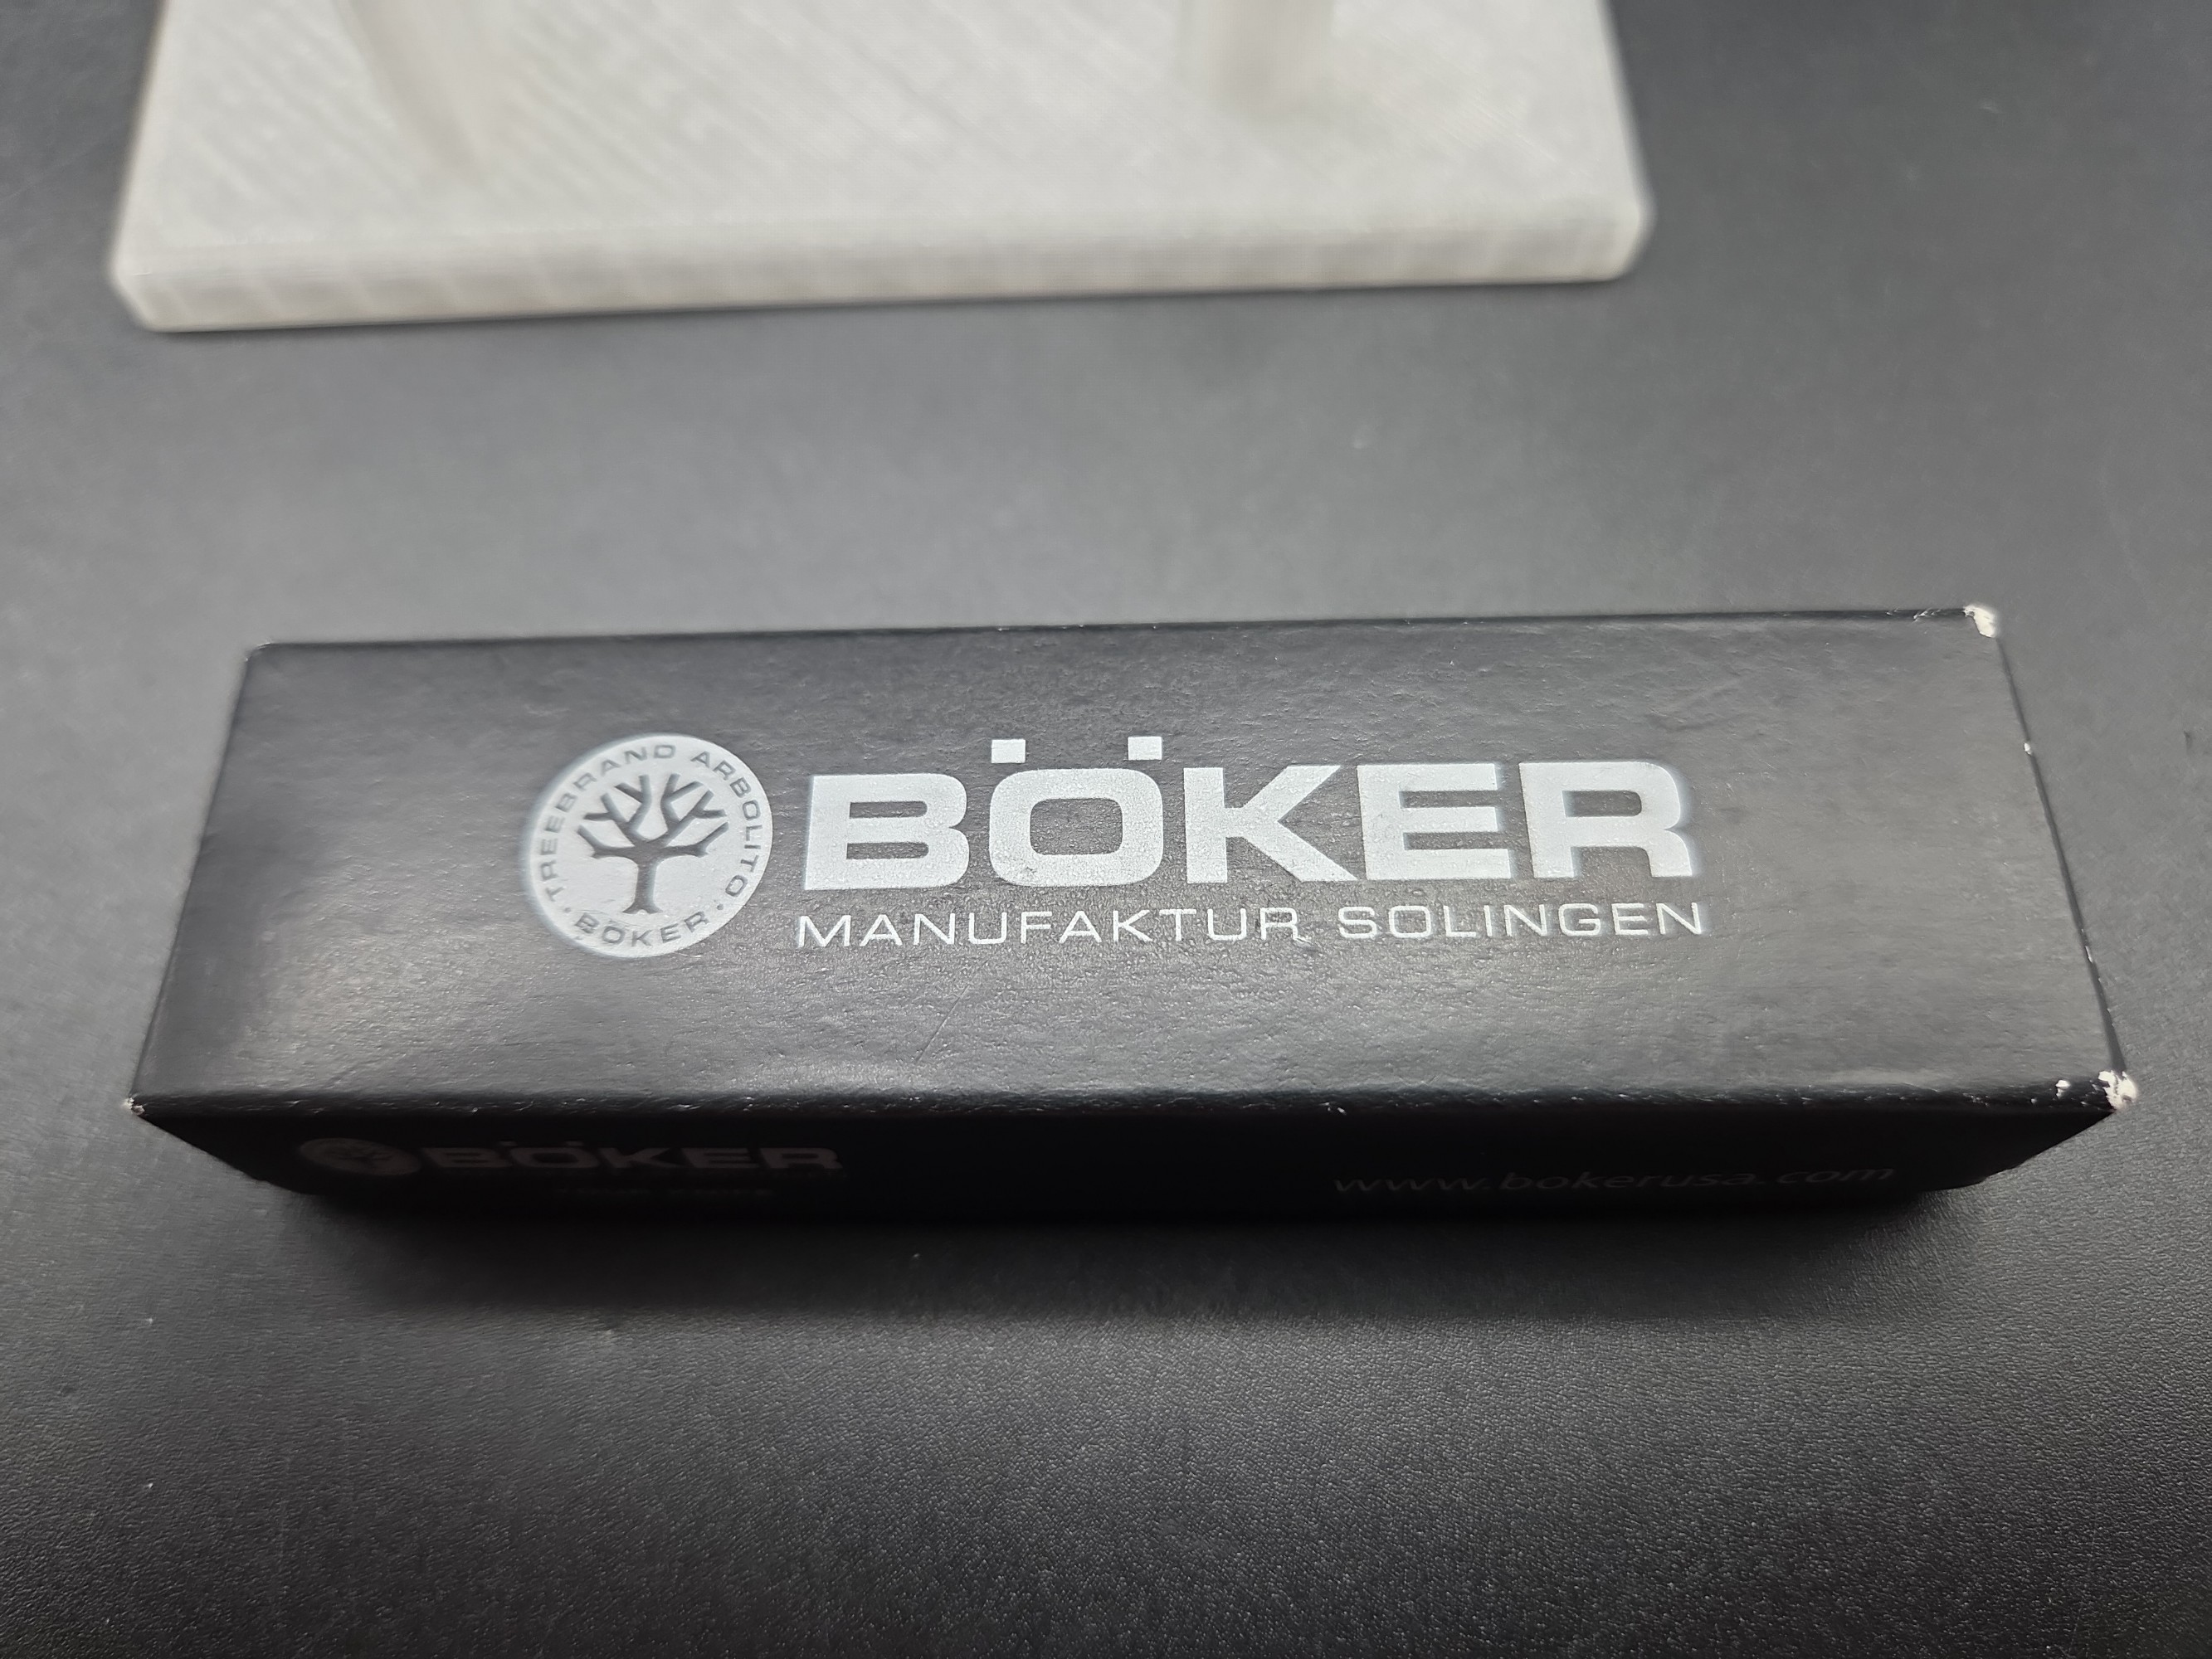 TREEBRAND ARBOLITO
· BÖKER ·
BÖKER
MANUFAKTUR SOLINGEN
BÖKER
www.bokerusa.com